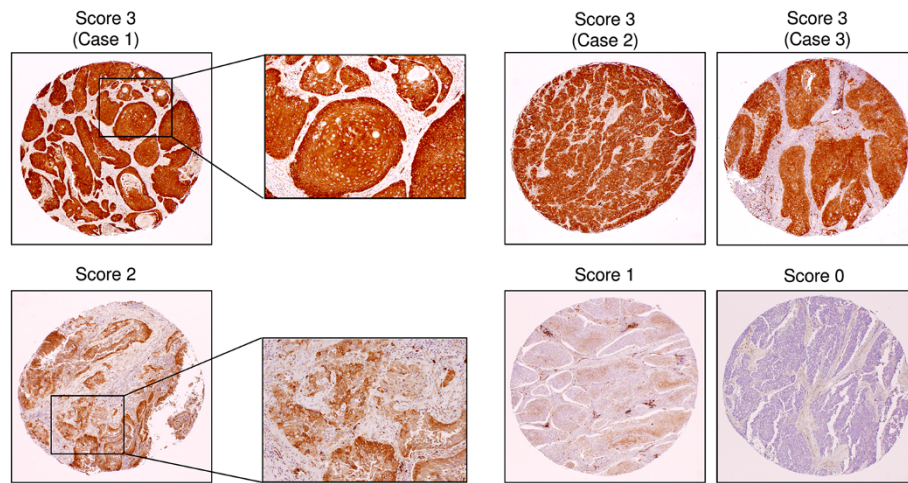 Score 3
(Case 1)
Score 3
(Case 2)
Score 3
(Case 3)
Score 2
Score 1
Score 0